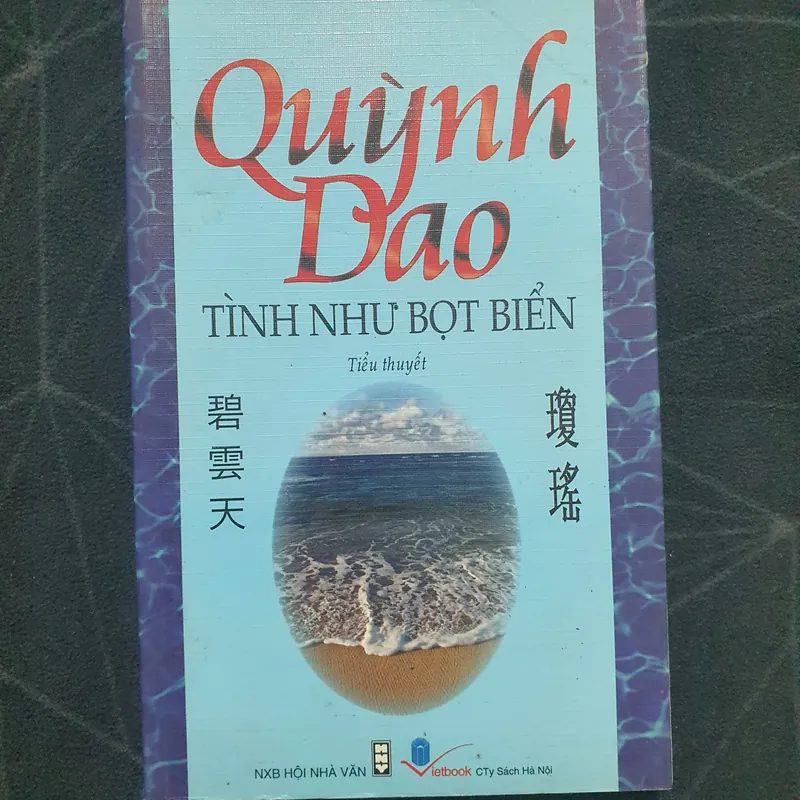 Quỳnh
Dao
TÌNH NHƯ BỌT BIỂN
Tiểu thuyết
碧雲天
瓊瑤
NXB HỘI NHÀ VĂN
Vietbook CTy Sách Hà Nội